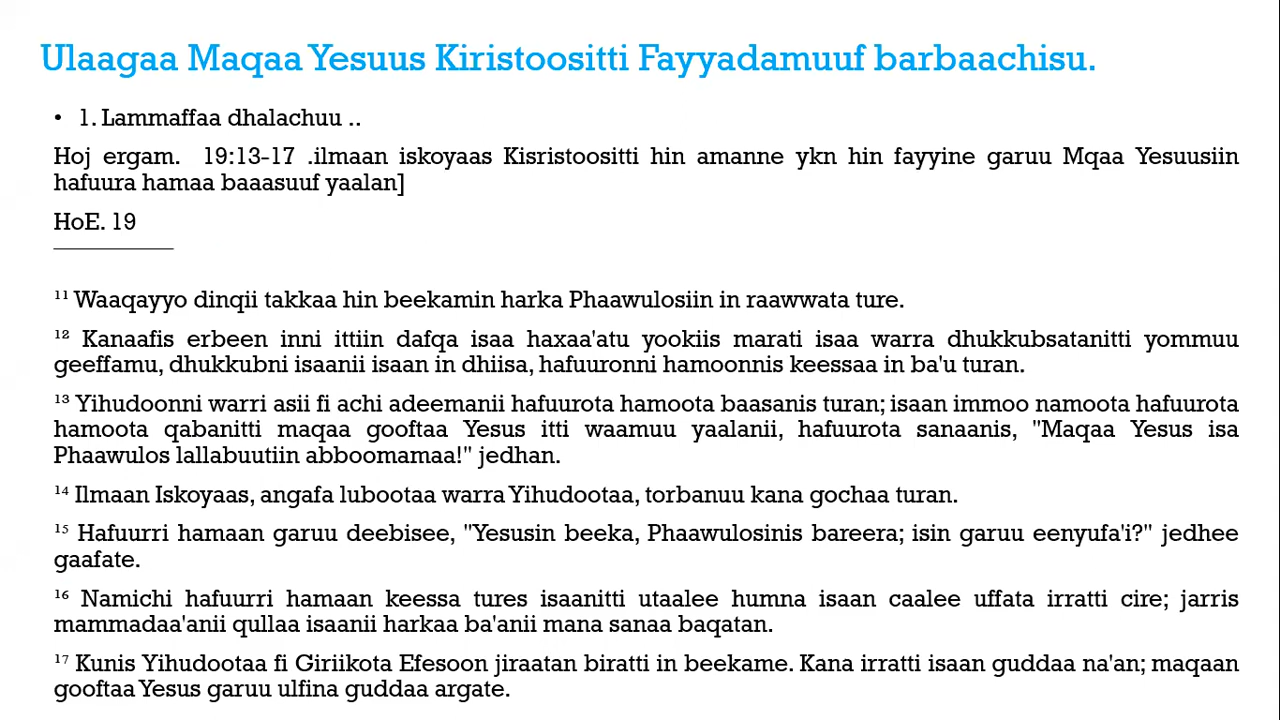 Ulaagaa Maqaa Yesuus Kiristoositti Fayyadamuuf barbaachisu.
• 1. Lammaffaa dhalachuu ..
Hoj ergam. 19:13-17 .ilmaan iskoyaas Kisristoositti hin amanne ykn hin fayyine garuu Mqaa Yesuusiin
hafuura hamaa baaasuuf yaalan]
HoE. 19
¹¹ Waaqayyo dinqii takkaa hin beekamin harka Phaawulosiin in raawwata ture.
¹² Kanaafis erbeen inni ittiin dafqa isaa haxaa'atu yookiis marati isaa warra dhukkubsatanitti yommuu
geeffamu, dhukkubni isaanii isaan in dhiisa, hafuuronni hamoonnis keessaa in ba'u turan.
¹³ Yihudoonni warri asii fi achi adeemanii hafuurota hamoota baasanis turan; isaan immoo namoota hafuurota
hamoota qabanitti maqaa gooftaa Yesus itti waamuu yaalanii, hafuurota sanaanis, "Maqaa Yesus isa
Phaawulos lallabuutiin abboomamaa!" jedhan.
¹⁴ Ilmaan Iskoyaas, angafa lubootaa warra Yihudootaa, torbanuu kana gochaa turan.
¹⁵ Hafuurri hamaan garuu deebisee, "Yesusin beeka, Phaawulosinis bareera; isin garuu eenyufa'i?" jedhee
gaafate.
¹⁶ Namichi hafuurri hamaan keessa tures isaanitti utaalee humna isaan caalee uffata irratti cire; jarris
mammadaa'anii qullaa isaanii harkaa ba'anii mana sanaa baqatan.
¹⁷ Kunis Yihudootaa fi Giriikota Efesoon jiraatan biratti in beekame. Kana irratti isaan guddaa na'an; maqaan
gooftaa Yesus garuu ulfina guddaa argate.